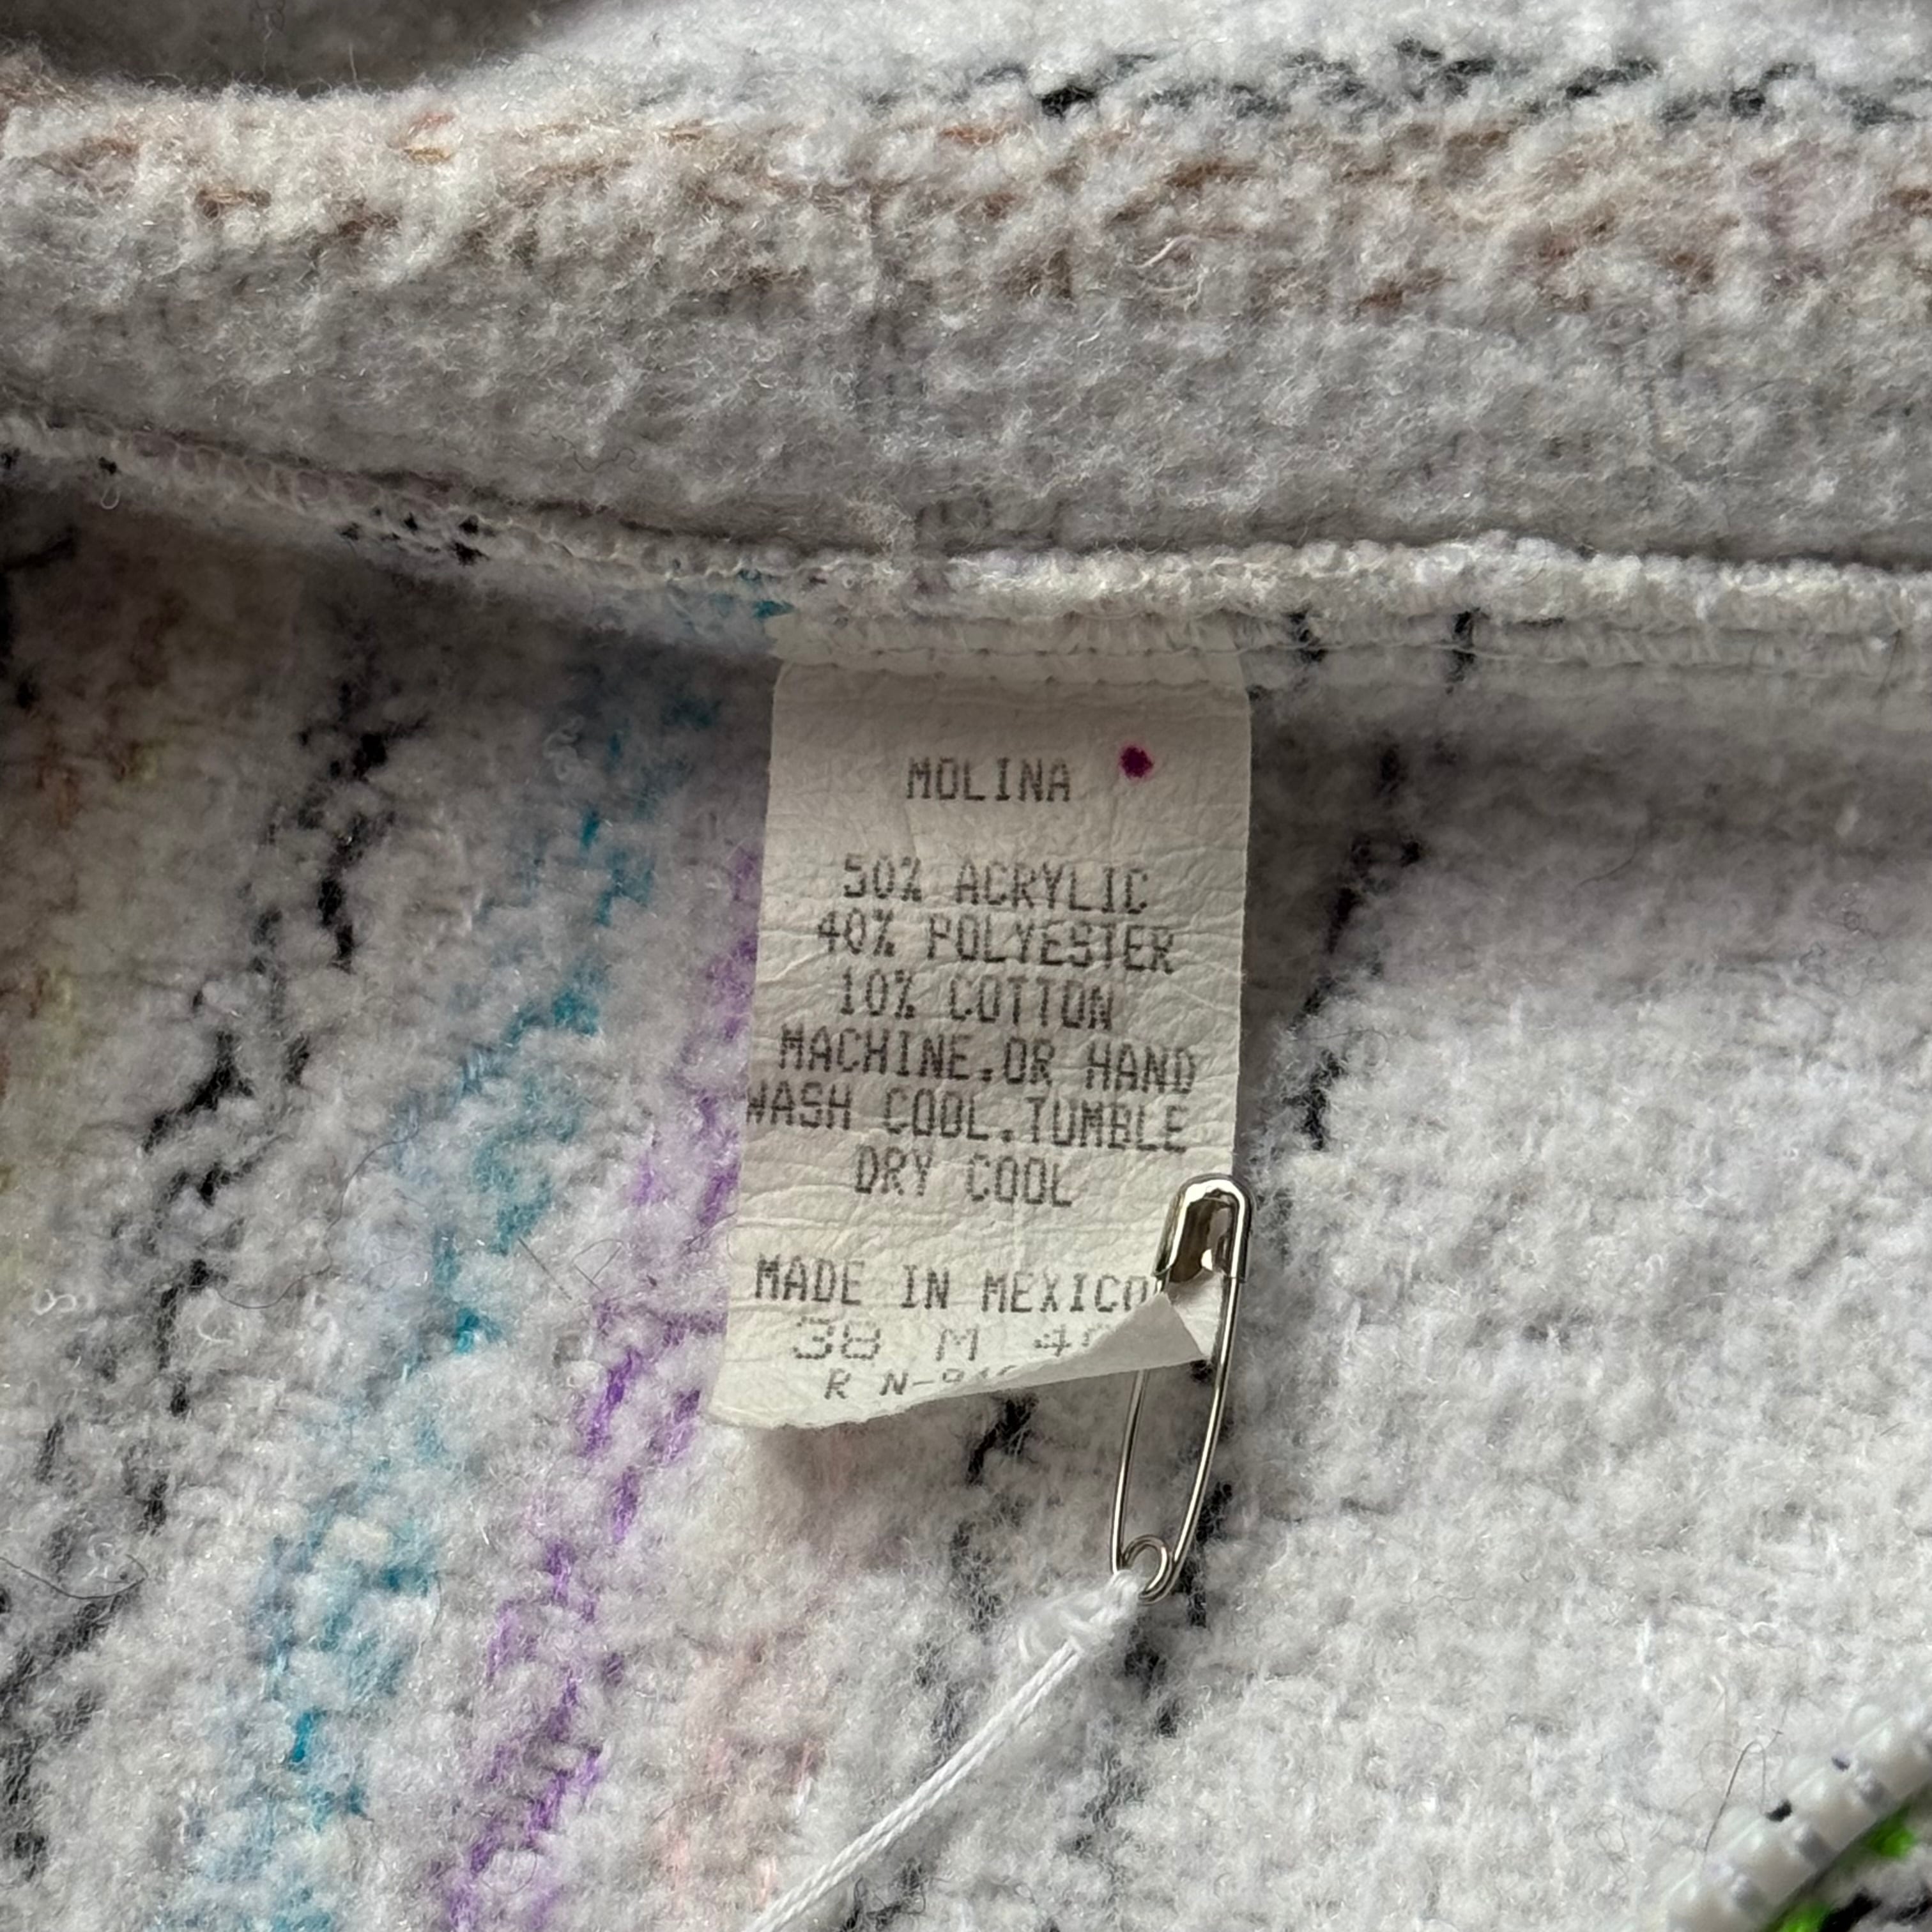 MOLINA
50% ACRYLIC
40% POLYESTER
10% COTTON
MACHINE.OR HAND
WASH COOL.TUMBLE
DRY COOL
MADE IN MEXICO
38 M
R